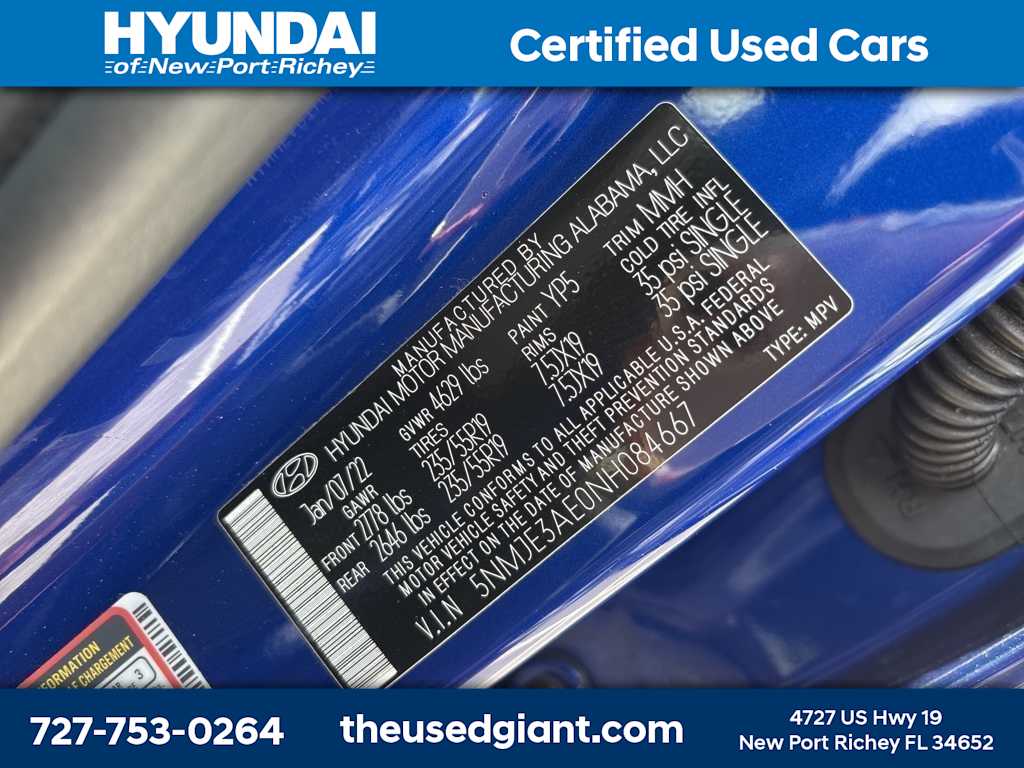 HYUNDAI
of New Port Richey
Certified Used Cars
MANUFACTURED BY
HYUNDAI MOTOR MANUFACTURING ALABAMA, LLC
Jan/07/22 GVWR 4629 lbs PAINT YP5 TRIM MMH
GAWR TIRES RIMS COLD TIRE INFL
FRONT 2778 lbs 235/55R19 7.5JX19 35 psi SINGLE
REAR 2646 lbs 235/55R19 7.5JX19 35 psi SINGLE
THIS VEHICLE CONFORMS TO ALL APPLICABLE U.S.A. FEDERAL
MOTOR VEHICLE SAFETY AND THEFT PREVENTION STANDARDS
IN EFFECT ON THE DATE OF MANUFACTURE SHOWN ABOVE
V.I.N 5NMJE3AE0NH084667 TYPE: MPV
FORMATION
CHARGEMENT
3
727-753-0264
theusedgiant.com
4727 US Hwy 19
New Port Richey FL 34652